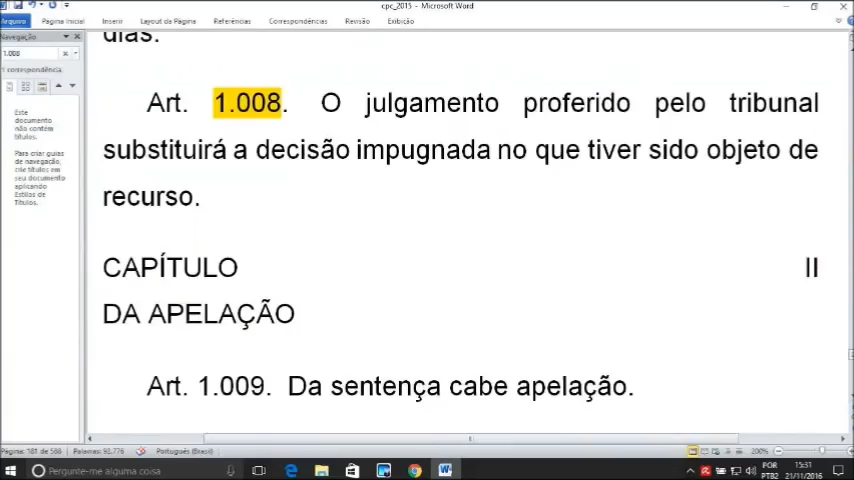 cpc_2015 - Microsoft Word
Arquivo Página Inicial Inserir Layout da Página Referências Correspondências Revisão Exibição
Navegação
1.008
1 correspondência
Este
documento
não contém
títulos.
Para criar guias
de navegação,
crie títulos em
seu documento
aplicando
Estilos de
Títulos.
dias.
Art. 1.008. O julgamento proferido pelo tribunal
substituirá a decisão impugnada no que tiver sido objeto de
recurso.
CAPÍTULO II
DA APELAÇÃO
Art. 1.009. Da sentença cabe apelação.
Página: 181 de 588 Palavras: 92.776 Português (Brasil) 200%
Pergunte-me alguma coisa
POR 15:31
PTB2 21/11/2016